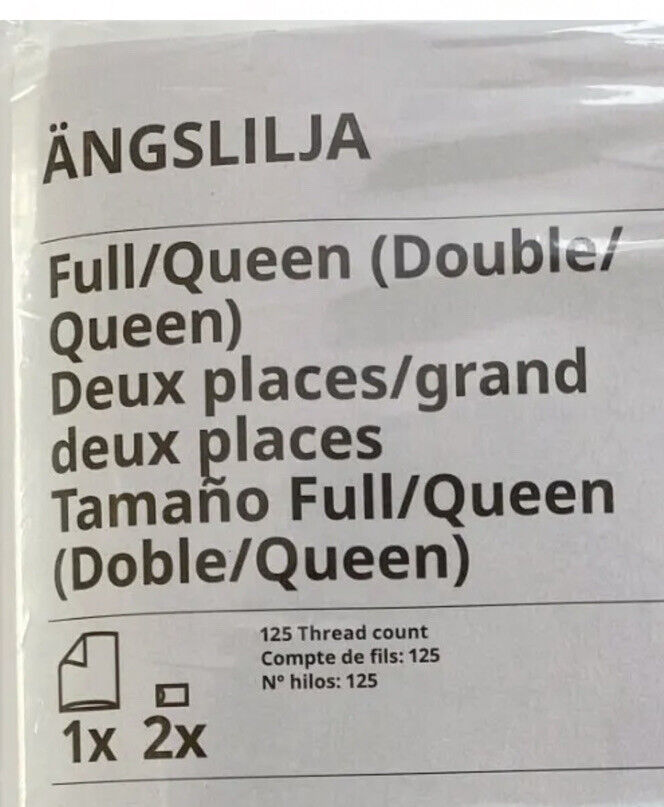 ÄNGSLILJA
Full/Queen (Double/
Queen)
Deux places/grand
deux places
Tamaño Full/Queen
(Doble/Queen)
125 Thread count
Compte de fils: 125
Nº hilos: 125
1x 2x